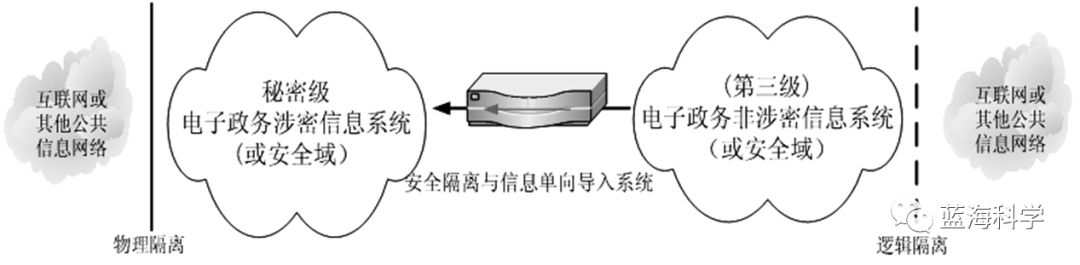 互联网或
其他公共
信息网络
秘密级
电子政务涉密信息系统
(或安全域)
安全隔离与信息单向导入系统
(第三级)
电子政务非涉密信息系统
(或安全域)
互联网或
其他公共
信息网络
物理隔离
逻辑隔离
蓝海科学